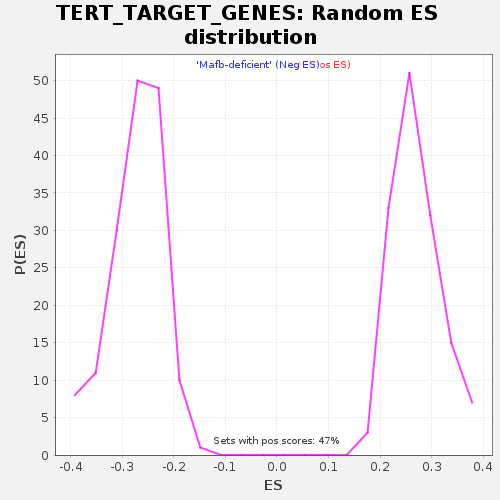 TERT_TARGET_GENES: Random ES
distribution
'Mafb-deficient' (Neg ES)os ES)
50
45
40
35
30
25
20
15
10
5
0
P(ES)
Sets with pos scores: 47%
-0.4 -0.3 -0.2 -0.1 0.0 0.1 0.2 0.3 0.4
ES